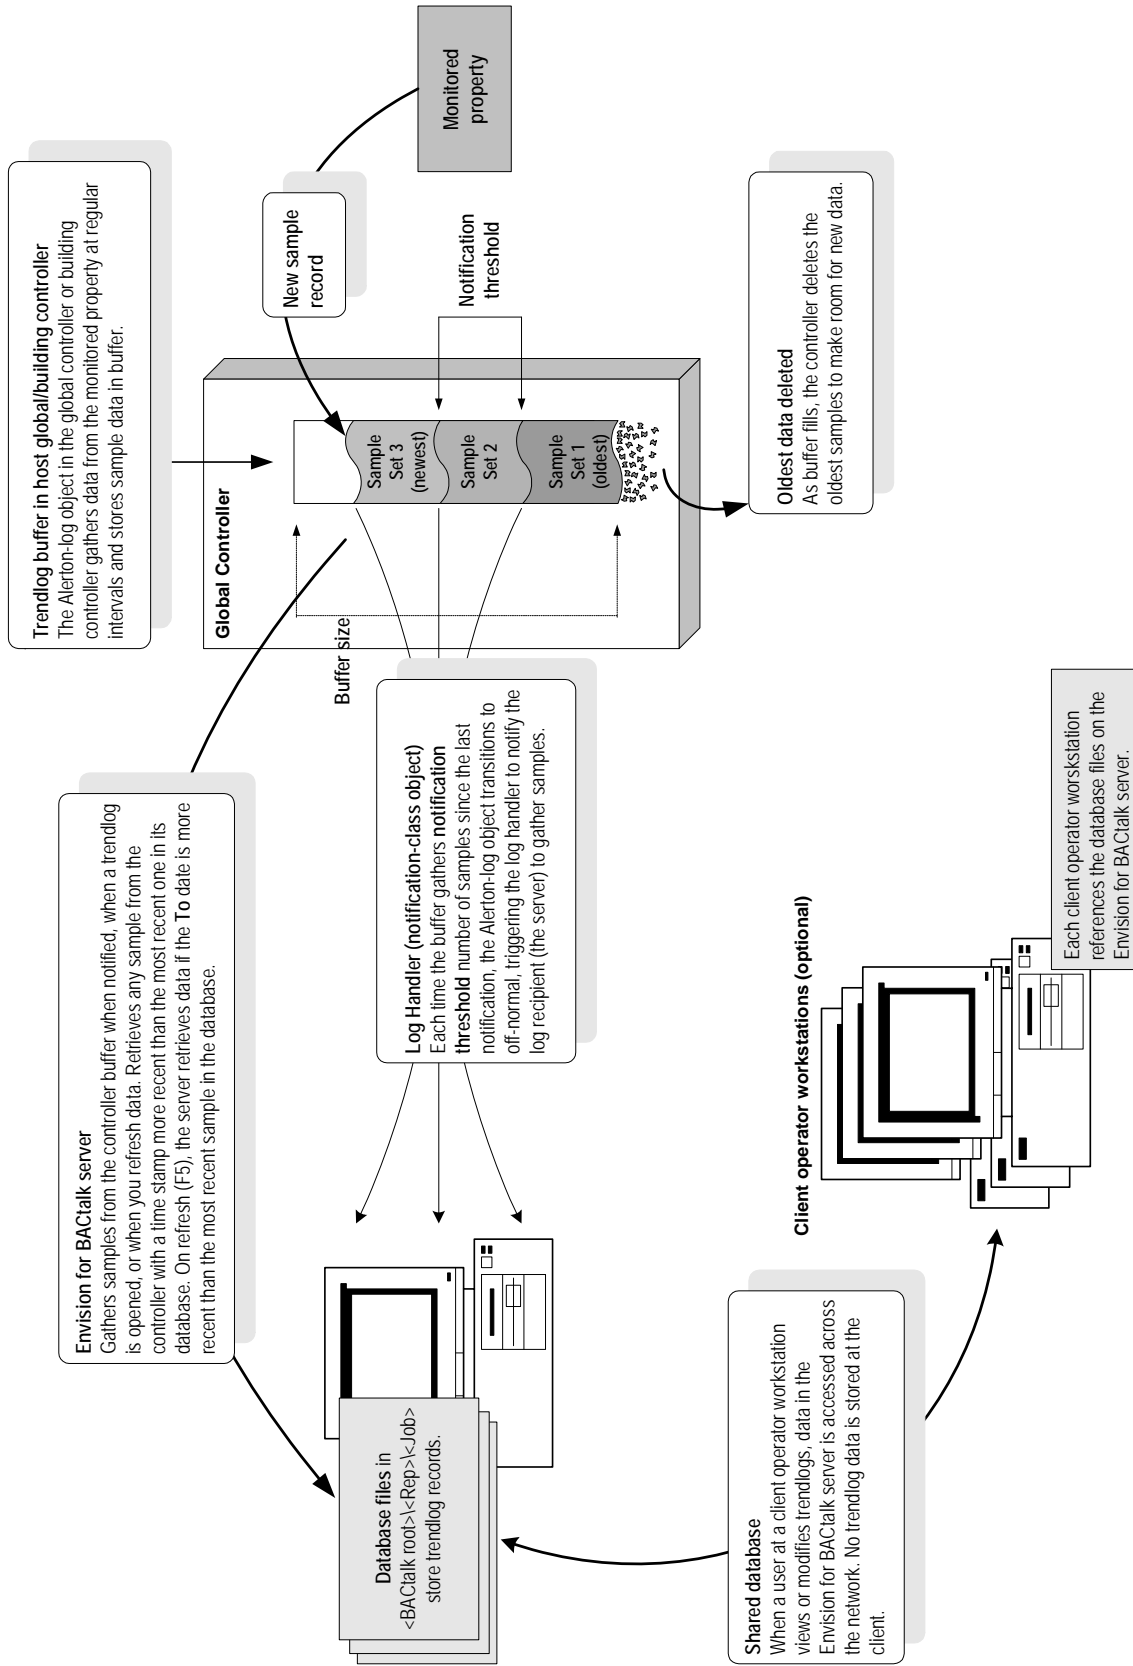 Trendlog buffer in host global/building controller
The Alerton-log object in the global controller or building
controller gathers data from the monitored property at regular
intervals and stores sample data in buffer.
Envision for BACtalk server
Gathers samples from the controller buffer when notified, when a trendlog
is opened, or when you refresh data. Retrieves any sample from the
controller with a time stamp more recent than the most recent one in its
database. On refresh (F5), the server retrieves data if the To date is more
recent than the most recent sample in the database.
Global Controller
New sample
record
Monitored
property
Buffer size
Sample
Set 3
(newest)
Sample
Set 2
Sample
Set 1
(oldest)
Notification
threshold
Log Handler (notification-class object)
Each time the buffer gathers notification
threshold number of samples since the last
notification, the Alerton-log object transitions to
off-normal, triggering the log handler to notify the
log recipient (the server) to gather samples.
Database files in
<BACtalk root>\<Rep>\<Job>
store trendlog records.
Oldest data deleted
As buffer fills, the controller deletes the
oldest samples to make room for new data.
Shared database
When a user at a client operator workstation
views or modifies trendlogs, data in the
Envision for BACtalk server is accessed across
the network. No trendlog data is stored at the
client.
Client operator workstations (optional)
Each client operator worskstation
references the database files on the
Envision for BACtalk server.